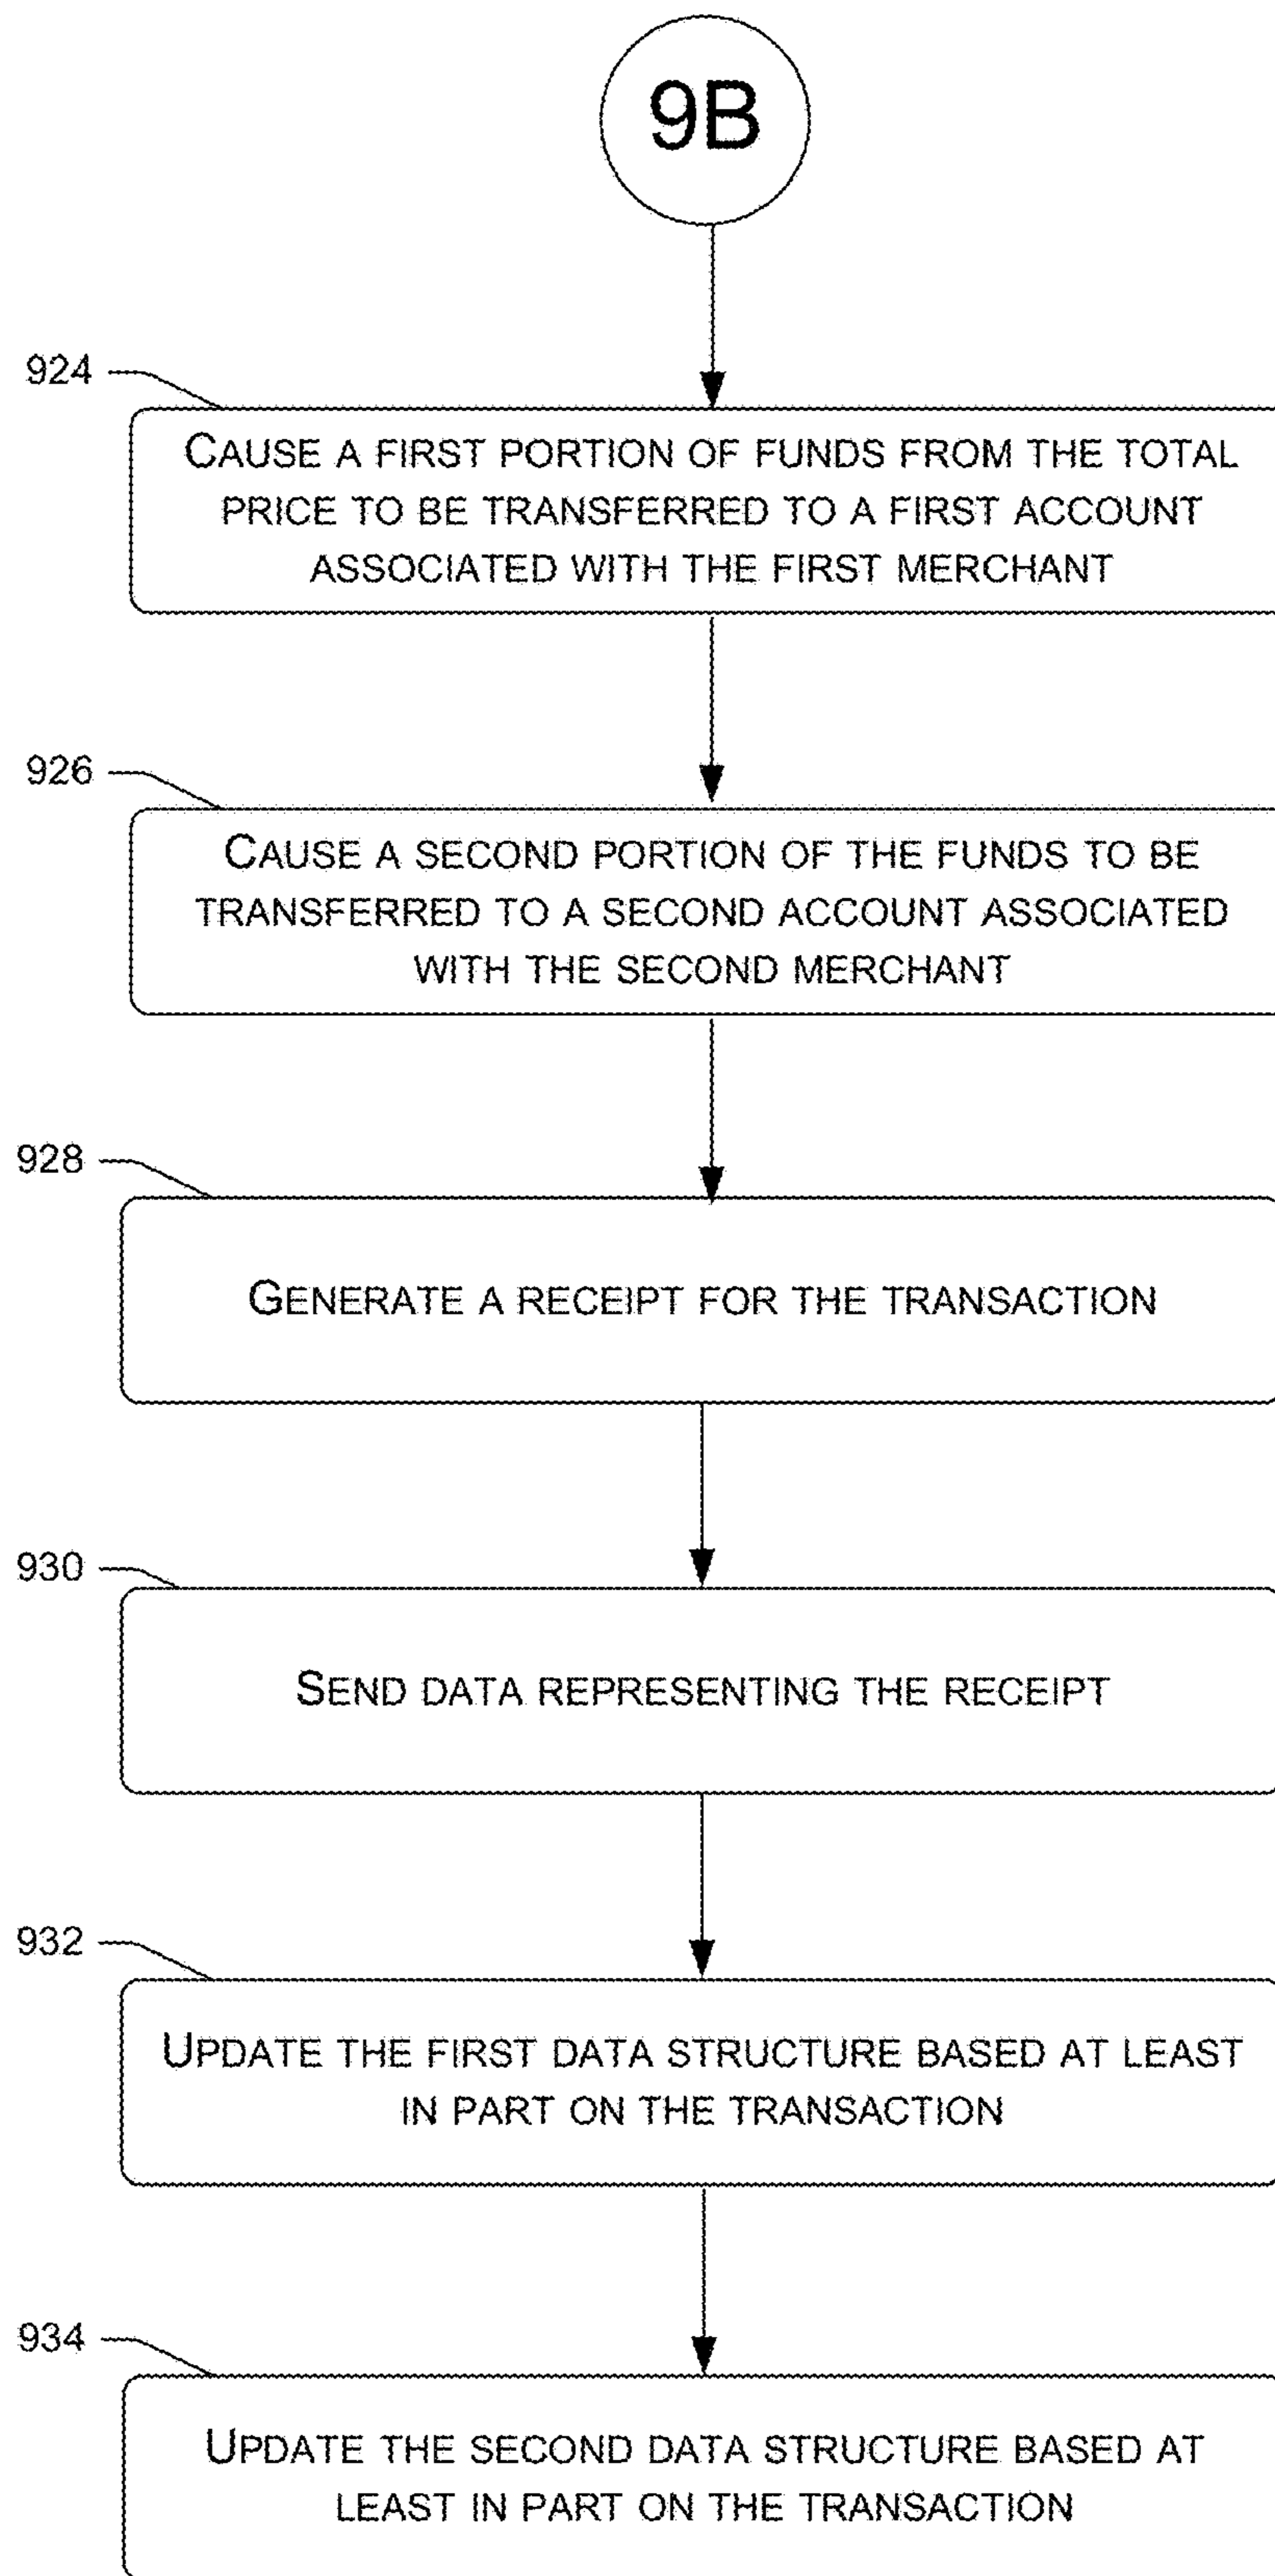 9B
924
CAUSE A FIRST PORTION OF FUNDS FROM THE TOTAL
PRICE TO BE TRANSFERRED TO A FIRST ACCOUNT
ASSOCIATED WITH THE FIRST MERCHANT
926
CAUSE A SECOND PORTION OF THE FUNDS TO BE
TRANSFERRED TO A SECOND ACCOUNT ASSOCIATED
WITH THE SECOND MERCHANT
928
GENERATE A RECEIPT FOR THE TRANSACTION
930
SEND DATA REPRESENTING THE RECEIPT
932
UPDATE THE FIRST DATA STRUCTURE BASED AT LEAST
IN PART ON THE TRANSACTION
934
UPDATE THE SECOND DATA STRUCTURE BASED AT
LEAST IN PART ON THE TRANSACTION